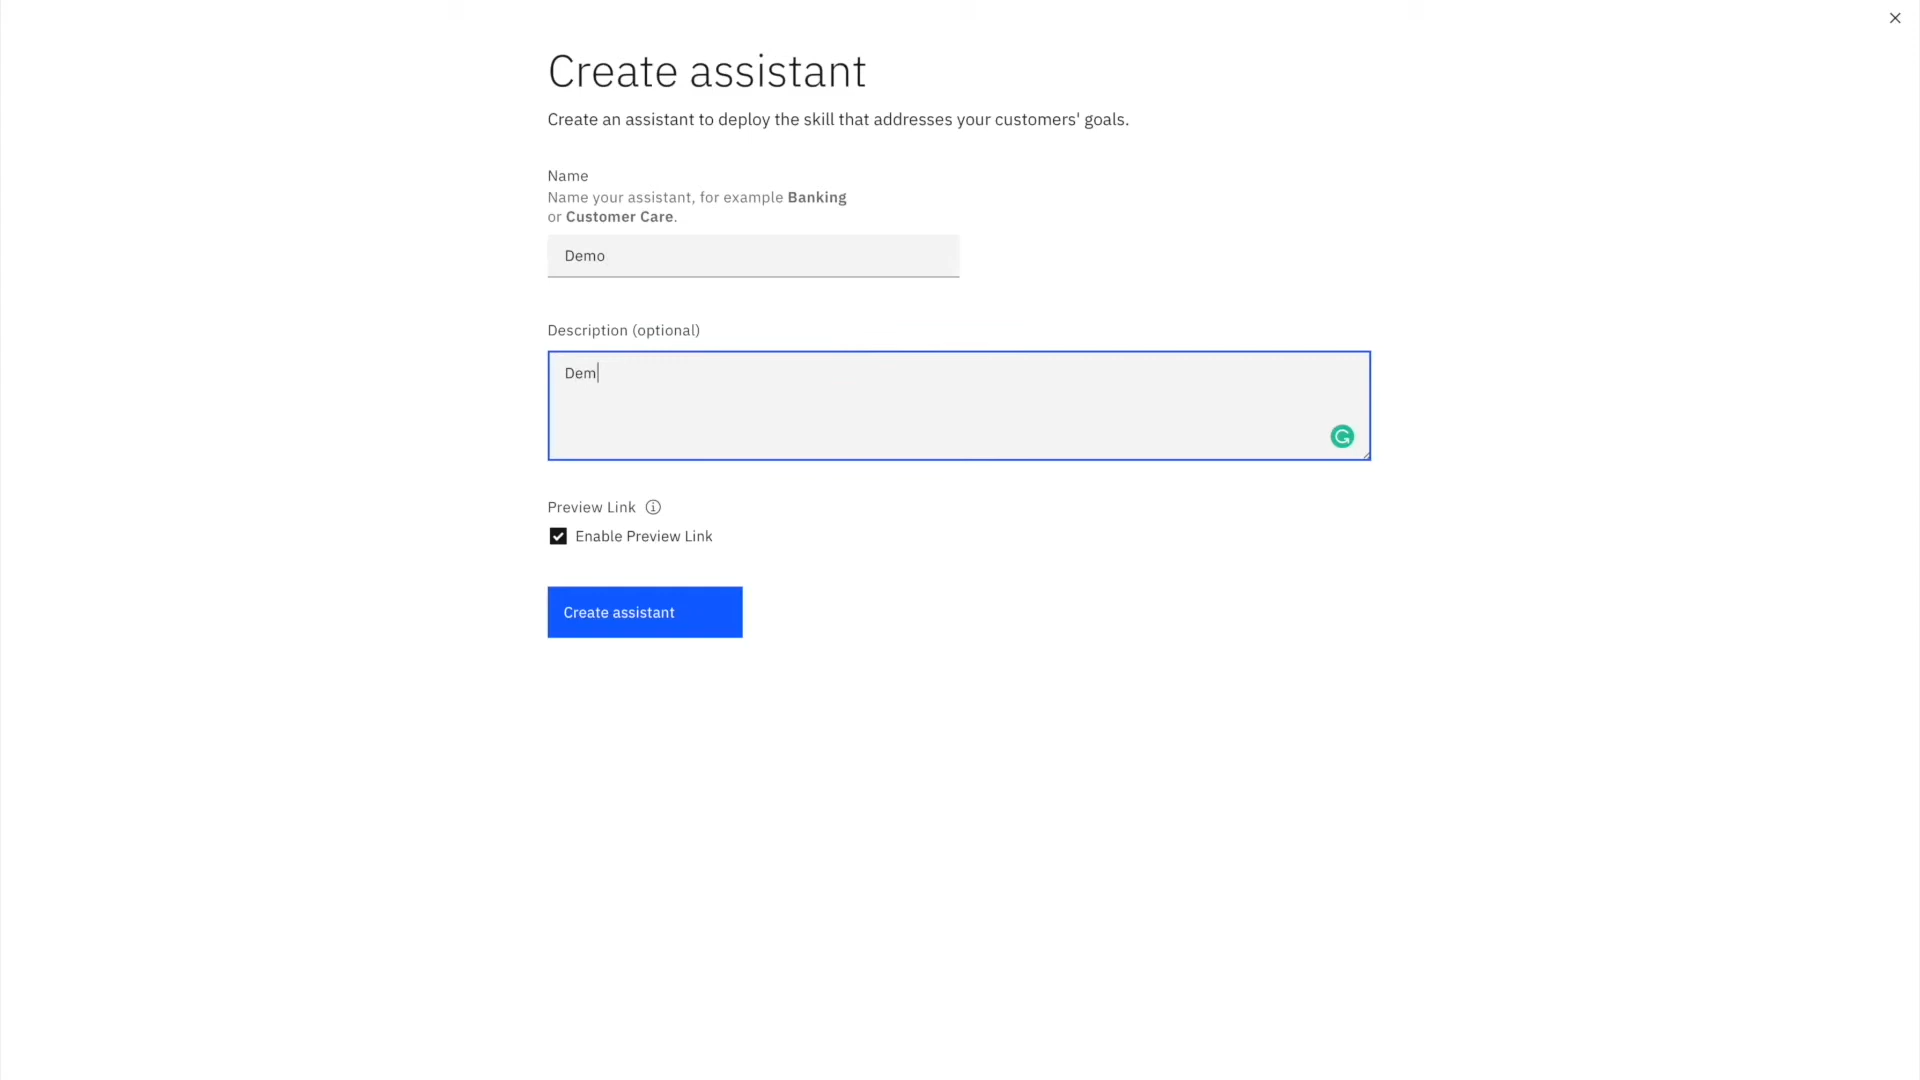 Create assistant
Create an assistant to deploy the skill that addresses your customers' goals.
Name
Name your assistant, for example Banking
or Customer Care.
Demo
Description (optional)
Dem
Preview Link
Enable Preview Link
Create assistant